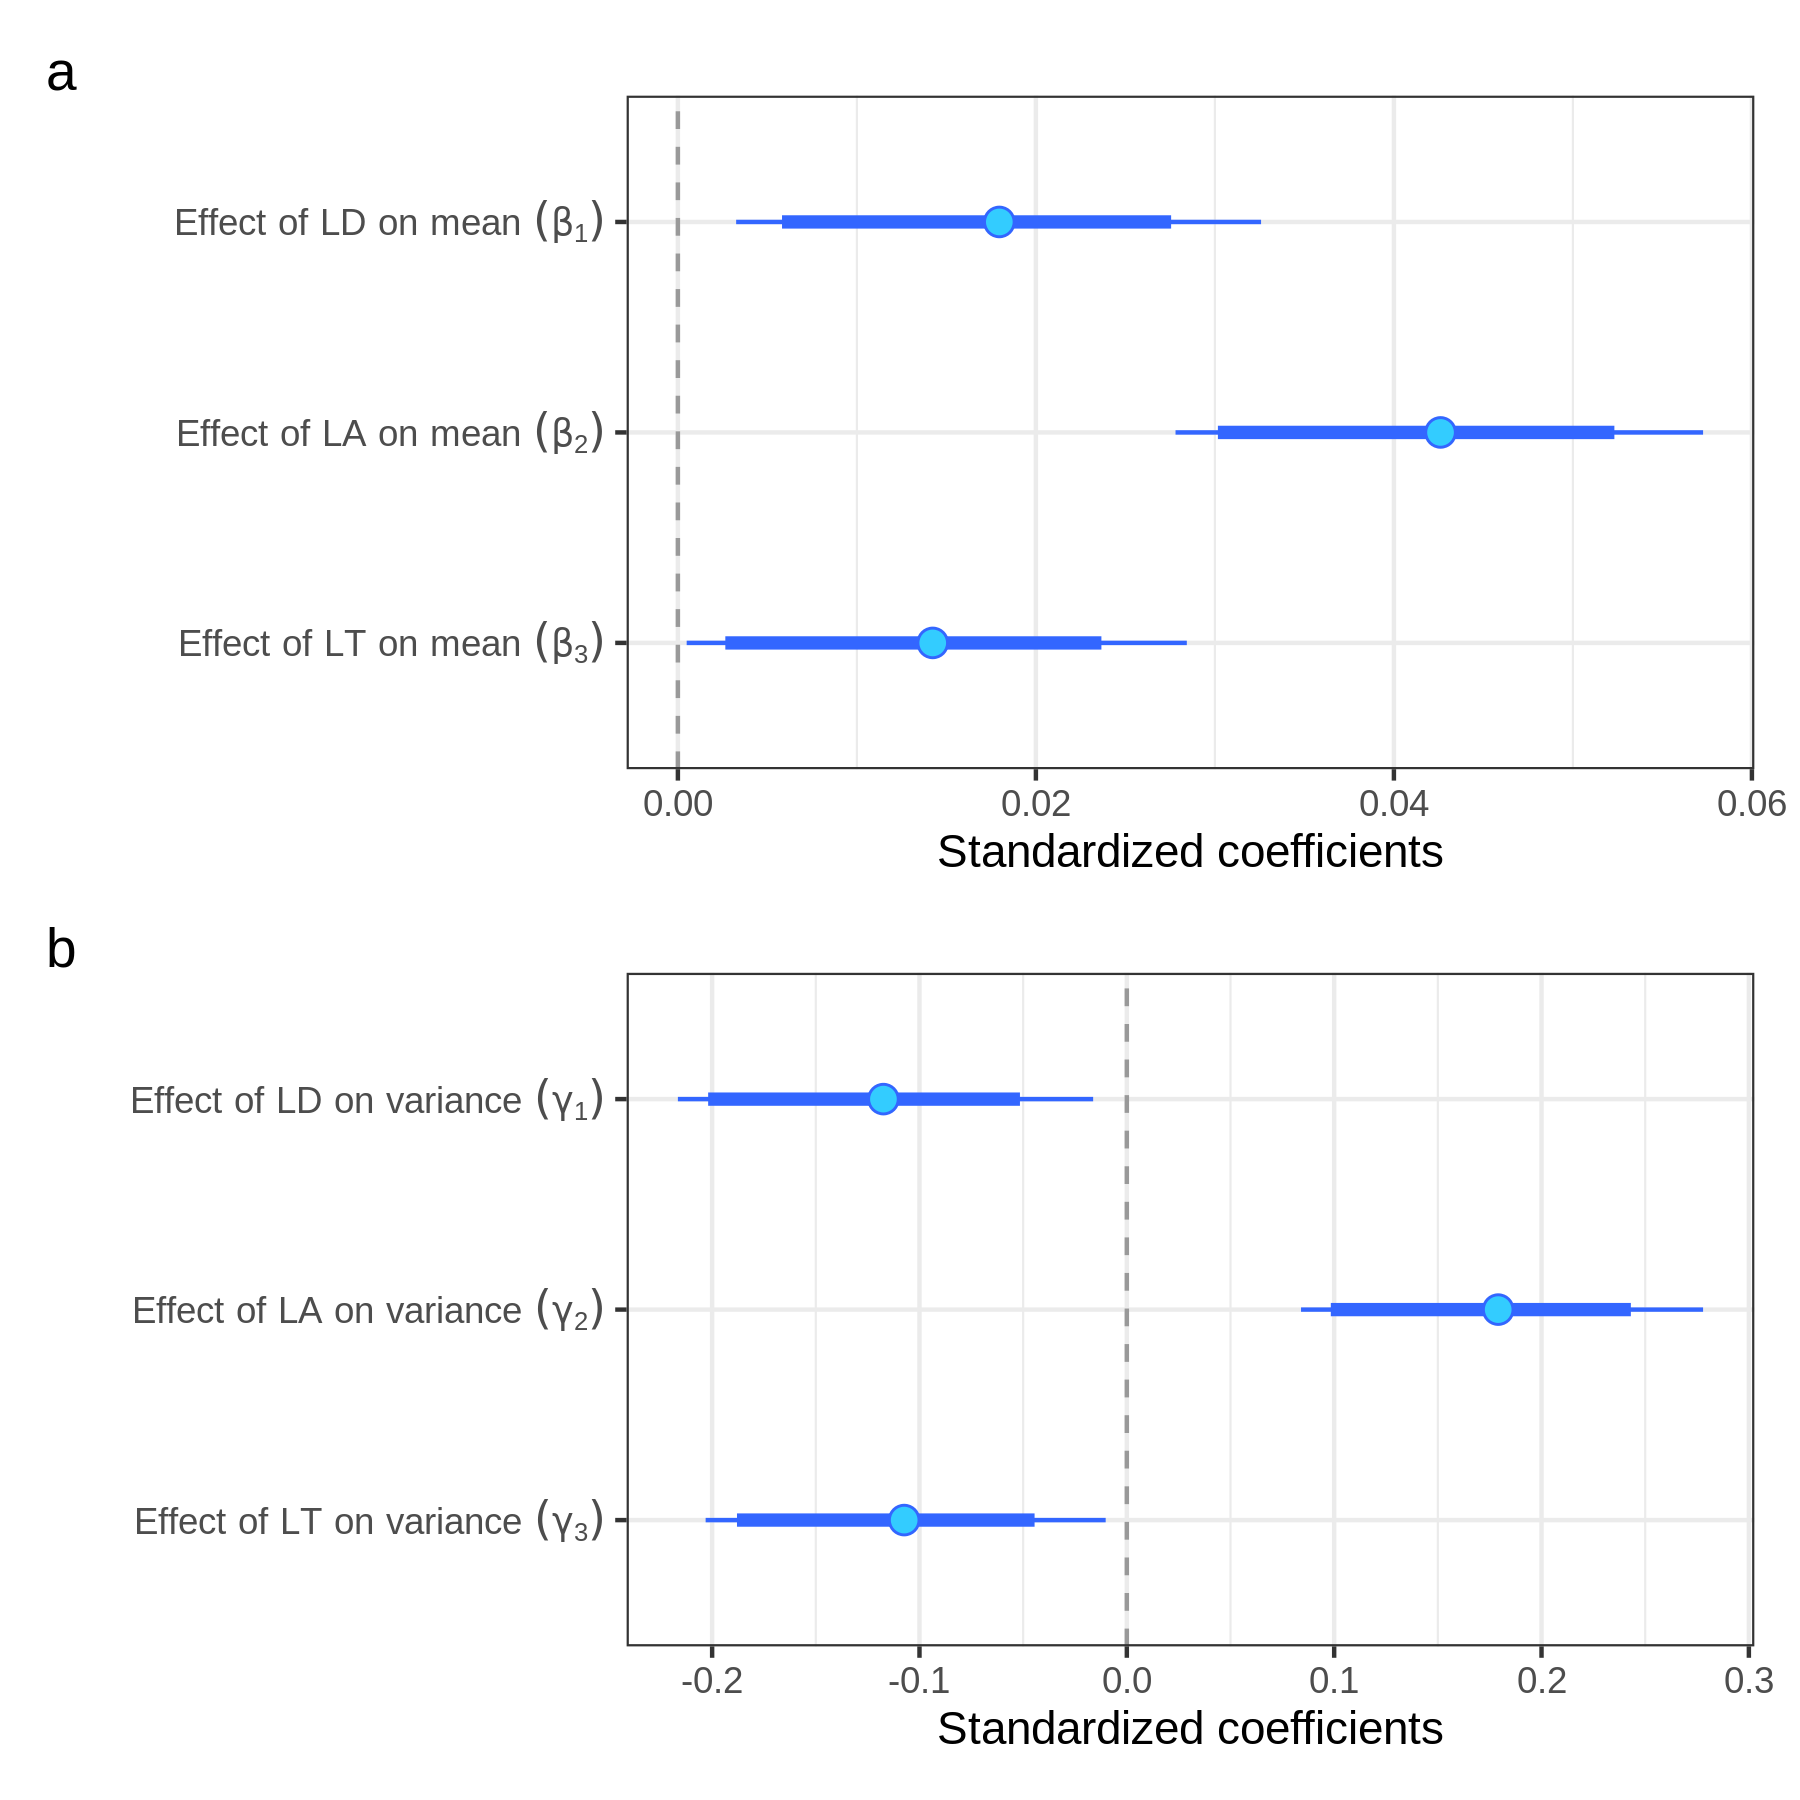 a
Effect of LD on mean (β₁)
Effect of LA on mean (β₂)
Effect of LT on mean (β₃)
0.00 0.02 0.04 0.06
Standardized coefficients
b
Effect of LD on variance (γ₁)
Effect of LA on variance (γ₂)
Effect of LT on variance (γ₃)
-0.2 -0.1 0.0 0.1 0.2 0.3
Standardized coefficients